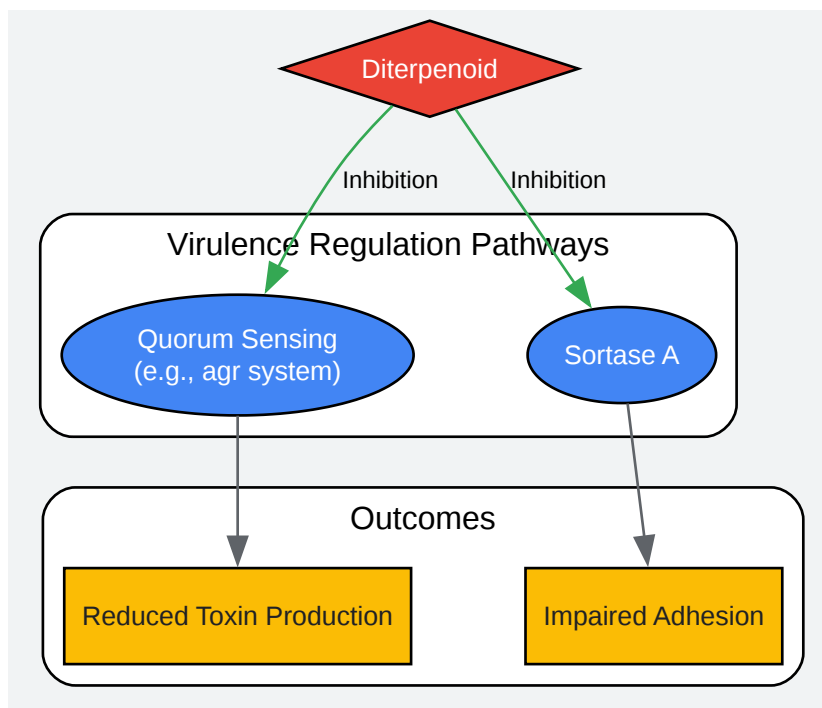 Diterpenoid
Inhibition
Inhibition
Virulence Regulation Pathways
Quorum Sensing
(e.g., agr system)
Sortase A
Outcomes
Reduced Toxin Production
Impaired Adhesion